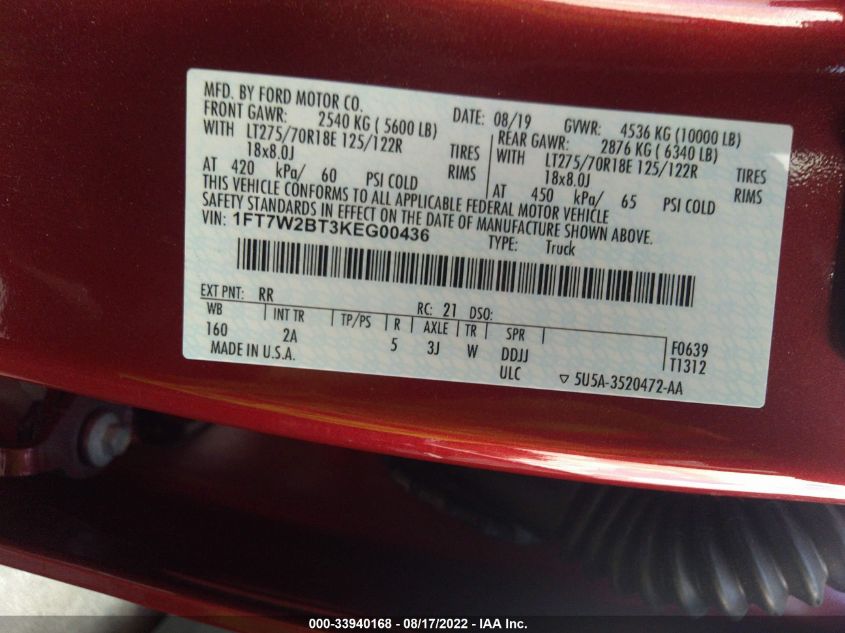 MFD. BY FORD MOTOR CO.
DATE: 08/19 GVWR: 4536 KG (10000 LB)
FRONT GAWR: 2540 KG ( 5600 LB)
REAR GAWR: 2876 KG ( 6340 LB)
WITH LT275/70R18E 125/122R TIRES
WITH LT275/70R18E 125/122R TIRES
18x8.0J RIMS
18x8.0J RIMS
AT 420 kPa/ 60 PSI COLD
AT 450 kPa/ 65 PSI COLD
THIS VEHICLE CONFORMS TO ALL APPLICABLE FEDERAL MOTOR VEHICLE
SAFETY STANDARDS IN EFFECT ON THE DATE OF MANUFACTURE SHOWN ABOVE.
VIN: 1FT7W2BT3KEG00436
TYPE: Truck
EXT PNT: RR RC: 21 DSO:
WB INT TR TP/PS R AXLE TR SPR
160 2A 5 3J W DDJJ
ULC
F0639
T1312
MADE IN U.S.A.
▽ 5U5A-3520472-AA
000-33940168 - 08/17/2022 - IAA Inc.